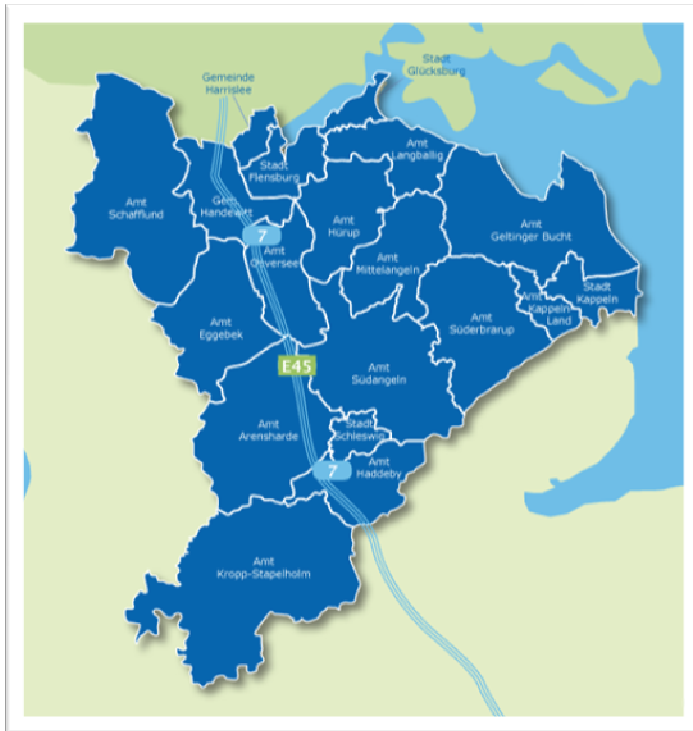 Stadt
Glücksburg
Gemeinde
Harrislee
Amt
Langballig
Stadt
Flensburg
Amt
Schafflund
Gem.
Handewitt
Amt
Hürup
Amt
Geltinger Bucht
7
Amt
Oeversee
Amt
Mittelangeln
Stadt
Kappeln
Amt
Kappeln
Land
Amt
Süderbrarup
Amt
Eggebek
E45
Amt
Südangeln
Amt
Arensharde
Stadt
Schleswig
7
Amt
Haddeby
Amt
Kropp-Stapelholm